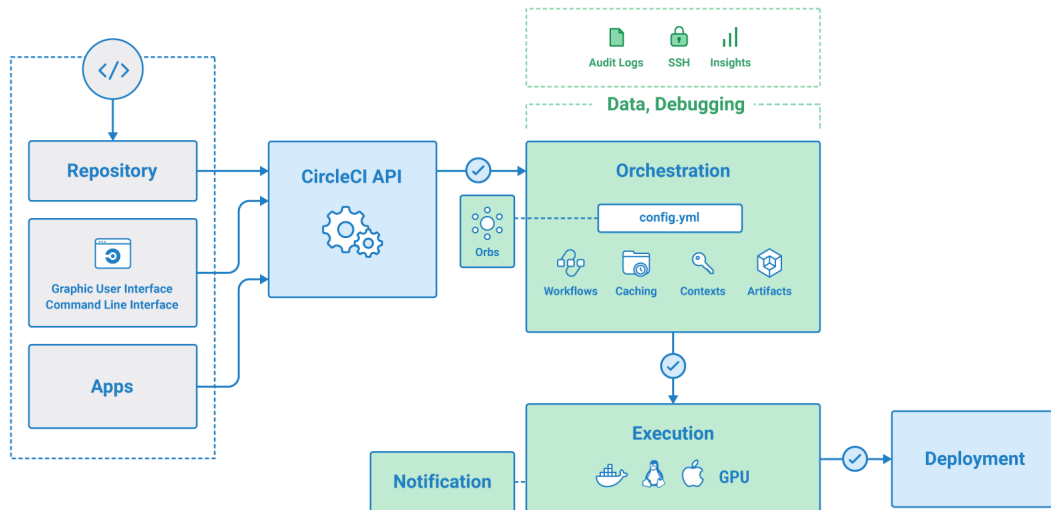 Audit Logs
SSH
Insights
Data, Debugging
</>
Repository
CircleCI API
Orchestration
config.yml
Orbs
Graphic User Interface
Command Line Interface
Workflows
Caching
Contexts
Artifacts
Apps
Execution
GPU
Notification
Deployment